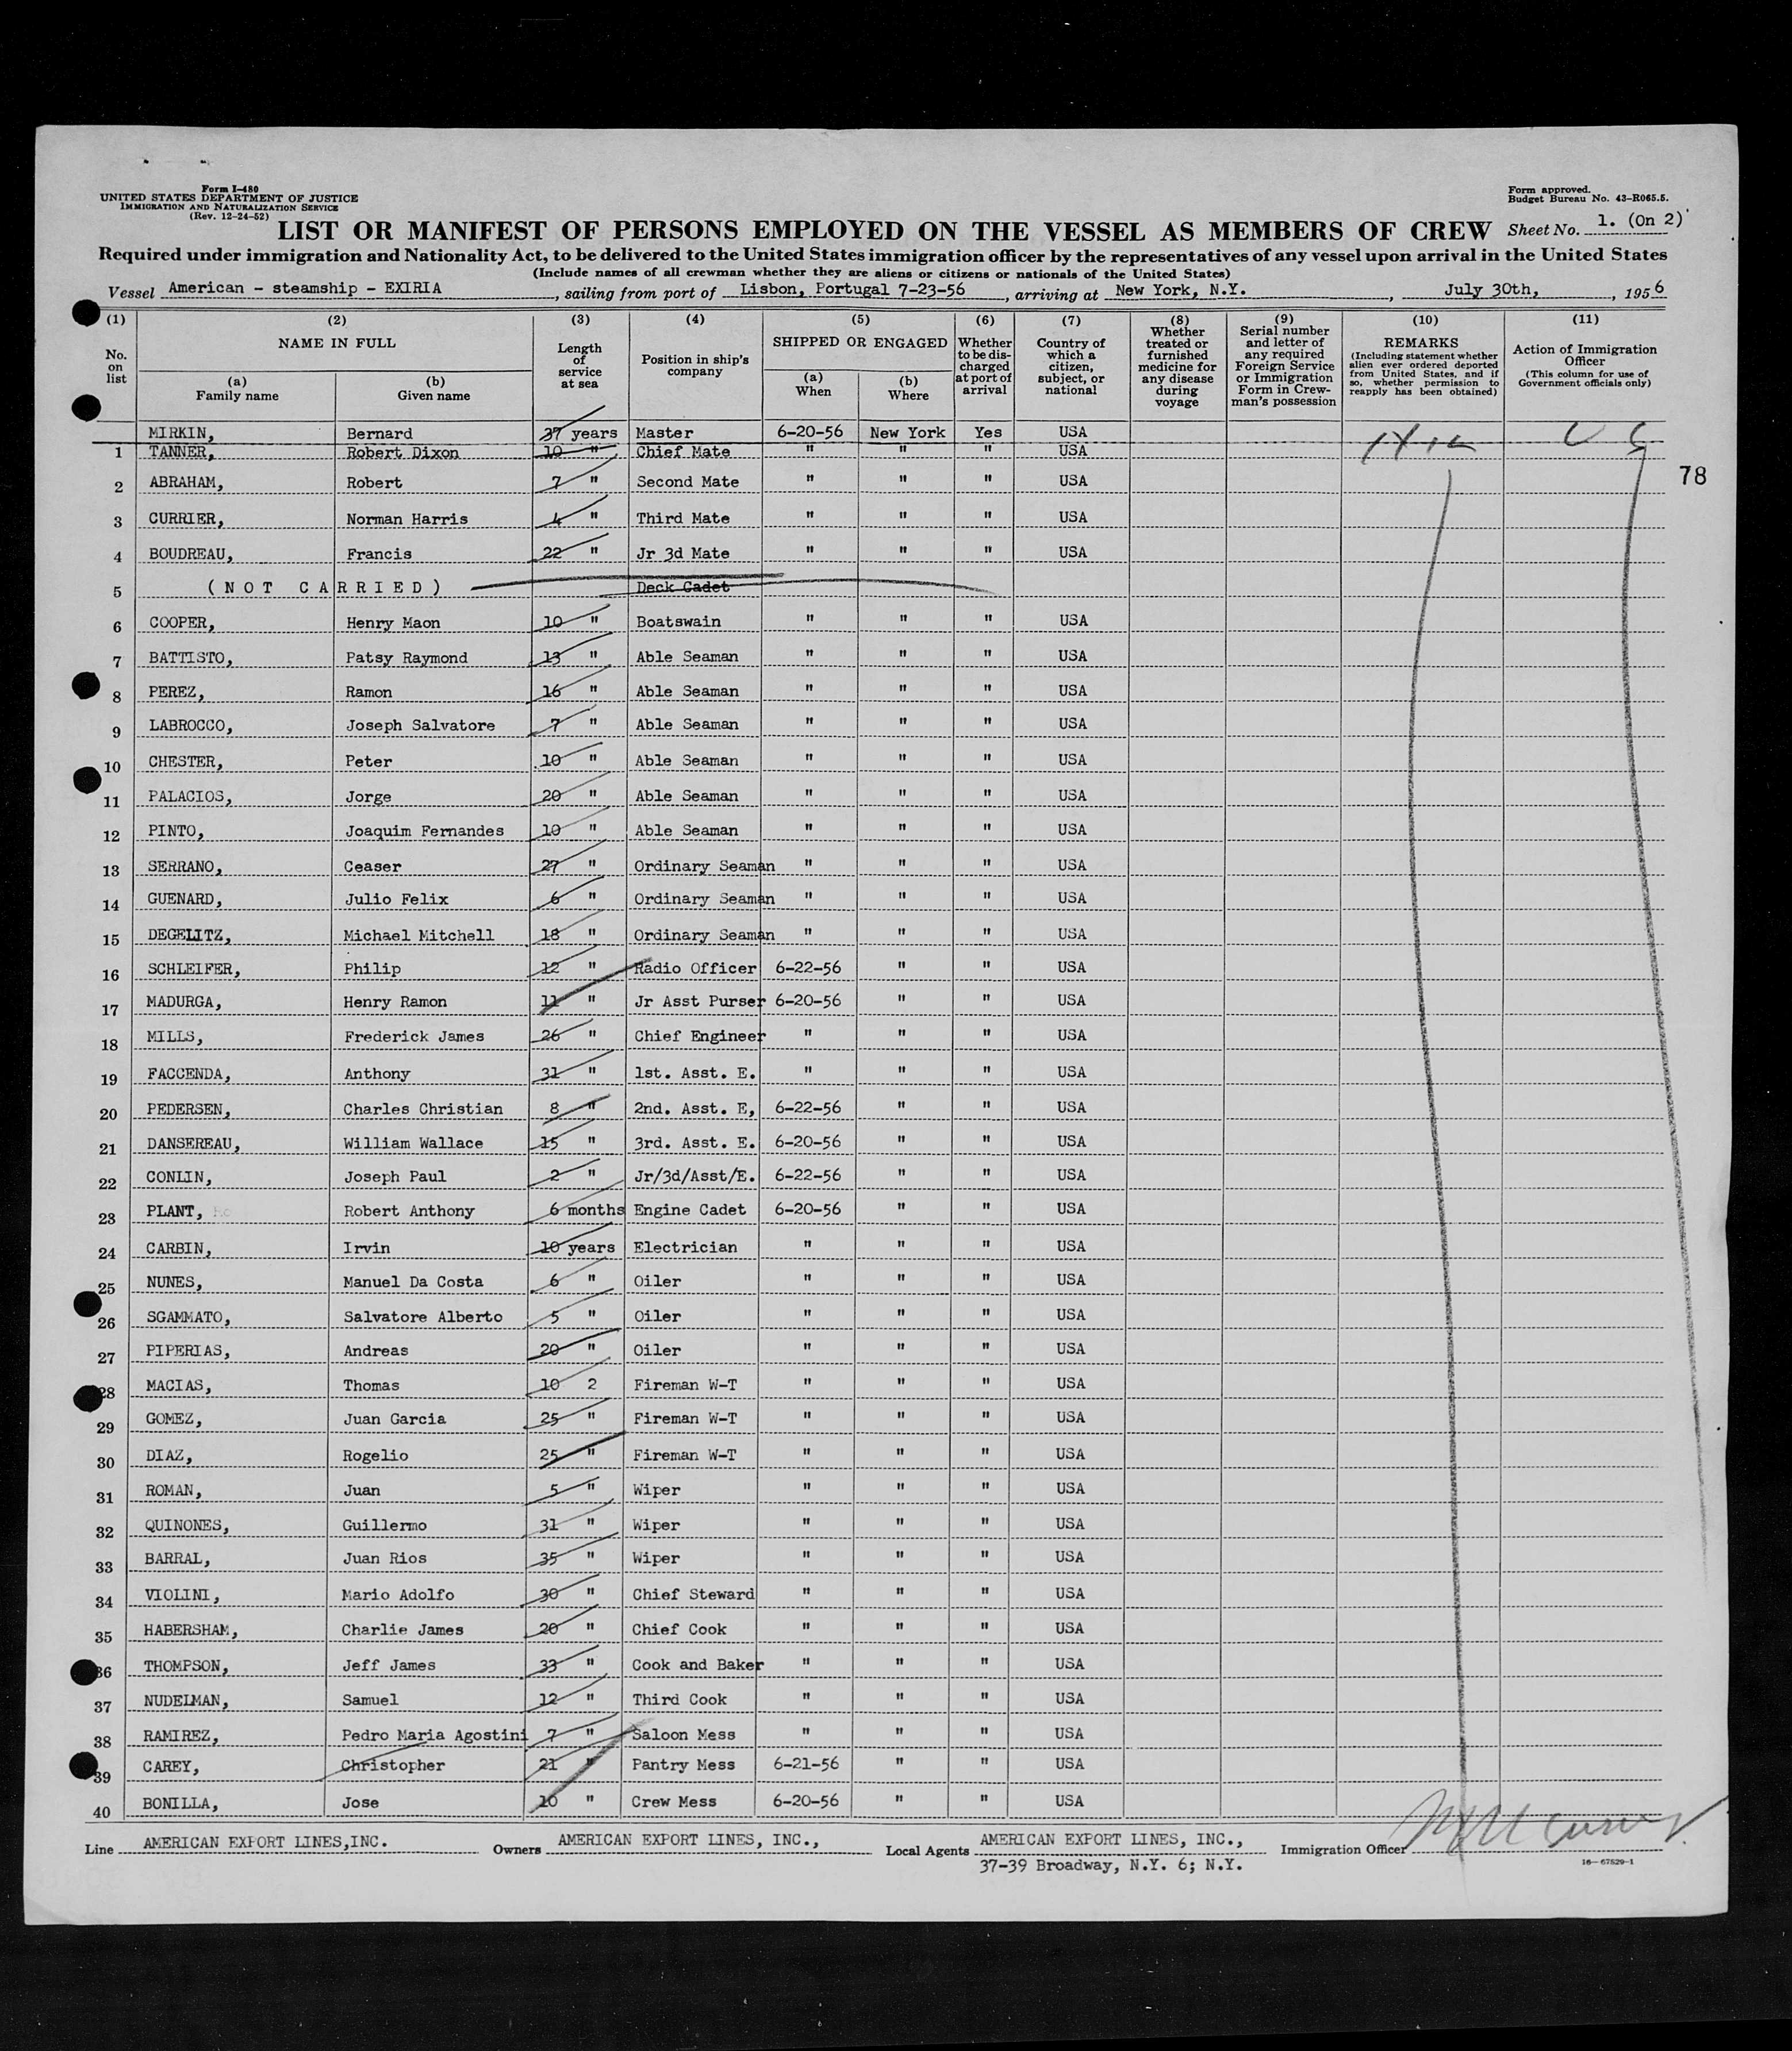 Form I-480
UNITED STATES DEPARTMENT OF JUSTICE
IMMIGRATION AND NATURALIZATION SERVICE
(Rev. 12-24-52)
Form approved.
Budget Bureau No. 43-R065.5.
LIST OR MANIFEST OF PERSONS EMPLOYED ON THE VESSEL AS MEMBERS OF CREW Sheet No. 1. (On 2)
Required under immigration and Nationality Act, to be delivered to the United States immigration officer by the representatives of any vessel upon arrival in the United States
(Include names of all crewman whether they are aliens or citizens or nationals of the United States)
Vessel American - steamship - EXIRIA, sailing from port of Lisbon, Portugal 7-23-56, arriving at New York, N.Y., July 30th, 1956
(1) No. on list
(2) NAME IN FULL (a) Family name (b) Given name
(3) Length of service at sea
(4) Position in ship's company
(5) SHIPPED OR ENGAGED (a) When (b) Where
(6) Whether to be discharged at port of arrival
(7) Country of which a citizen, subject, or national
(8) Whether treated or furnished medicine for any disease during voyage
(9) Serial number and letter of any required Foreign Service or Immigration Form in Crewman's possession
(10) REMARKS (Including statement whether alien ever ordered deported from United States, and if so, whether permission to reapply has been obtained)
(11) Action of Immigration Officer (This column for use of Government officials only)
MIRKIN, Bernard 37 years Master 6-20-56 New York Yes USA
1 TANNER, Robert Dixon 10 " Chief Mate " " " USA
78
2 ABRAHAM, Robert 7 " Second Mate " " " USA
3 CURRIER, Norman Harris 4 " Third Mate " " " USA
4 BOUDREAU, Francis 22 " Jr 3d Mate " " " USA
5 (NOT CARRIED) Deck Cadet
6 COOPER, Henry Maon 10 " Boatswain " " " USA
7 BATTISTO, Patsy Raymond 13 " Able Seaman " " " USA
8 PEREZ, Ramon 16 " Able Seaman " " " USA
9 LABROCCO, Joseph Salvatore 7 " Able Seaman " " " USA
10 CHESTER, Peter 10 " Able Seaman " " " USA
11 PALACIOS, Jorge 20 " Able Seaman " " " USA
12 PINTO, Joaquim Fernandes 10 " Able Seaman " " " USA
13 SERRANO, Ceaser 27 " Ordinary Seaman " " " USA
14 GUENARD, Julio Felix 6 " Ordinary Seaman " " " USA
15 DEGELITZ, Michael Mitchell 18 " Ordinary Seaman " " " USA
16 SCHLEIFER, Philip 12 " Radio Officer 6-22-56 " " USA
17 MADURGA, Henry Ramon 11 " Jr Asst Purser 6-20-56 " " USA
18 MILLS, Frederick James 26 " Chief Engineer " " " USA
19 FACCENDA, Anthony 31 " 1st. Asst. E. " " " USA
20 PEDERSEN, Charles Christian 8 " 2nd. Asst. E, 6-22-56 " " USA
21 DANSEREAU, William Wallace 15 " 3rd. Asst. E. 6-20-56 " " USA
22 CONLIN, Joseph Paul 2 " Jr/3d/Asst/E. 6-22-56 " " USA
23 PLANT, Robert Anthony 6 months Engine Cadet 6-20-56 " " USA
24 CARBIN, Irvin 10 years Electrician " " " USA
25 NUNES, Manuel Da Costa 6 " Oiler " " " USA
26 SGAMMATO, Salvatore Alberto 5 " Oiler " " " USA
27 PIPERIAS, Andreas 20 " Oiler " " " USA
28 MACIAS, Thomas 10 2 Fireman W-T " " " USA
29 GOMEZ, Juan Garcia 25 " Fireman W-T " " " USA
30 DIAZ, Rogelio 25 " Fireman W-T " " " USA
31 ROMAN, Juan 5 " Wiper " " " USA
32 QUINONES, Guillermo 31 " Wiper " " " USA
33 BARRAL, Juan Rios 35 " Wiper " " " USA
34 VIOLINI, Mario Adolfo 30 " Chief Steward " " " USA
35 HABERSHAM, Charlie James 20 " Chief Cook " " " USA
36 THOMPSON, Jeff James 33 " Cook and Baker " " " USA
37 NUDELMAN, Samuel 12 " Third Cook " " " USA
38 RAMIREZ, Pedro Maria Agostini 7 " Saloon Mess " " " USA
39 CAREY, Christopher 21 " Pantry Mess 6-21-56 " " USA
40 BONILLA, Jose 10 " Crew Mess 6-20-56 " " USA
Line AMERICAN EXPORT LINES,INC. Owners AMERICAN EXPORT LINES, INC., Local Agents AMERICAN EXPORT LINES, INC., Immigration Officer
37-39 Broadway, N.Y. 6; N.Y.
16-67529-1